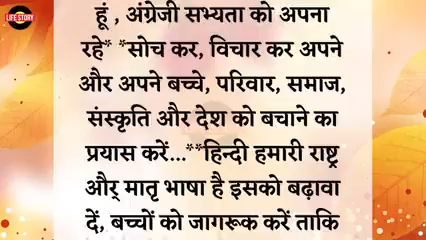 LIFE STORY
हूं , अंग्रेजी सभ्यता को अपना
रहे* *सोच कर, विचार कर अपने
और अपने बच्चे, परिवार, समाज,
संस्कृति और देश को बचाने का
प्रयास करें...**हिन्दी हमारी राष्ट्र
और् मातृ भाषा है इसको बढ़ावा
दें, बच्चों को जागरूक करें ताकि